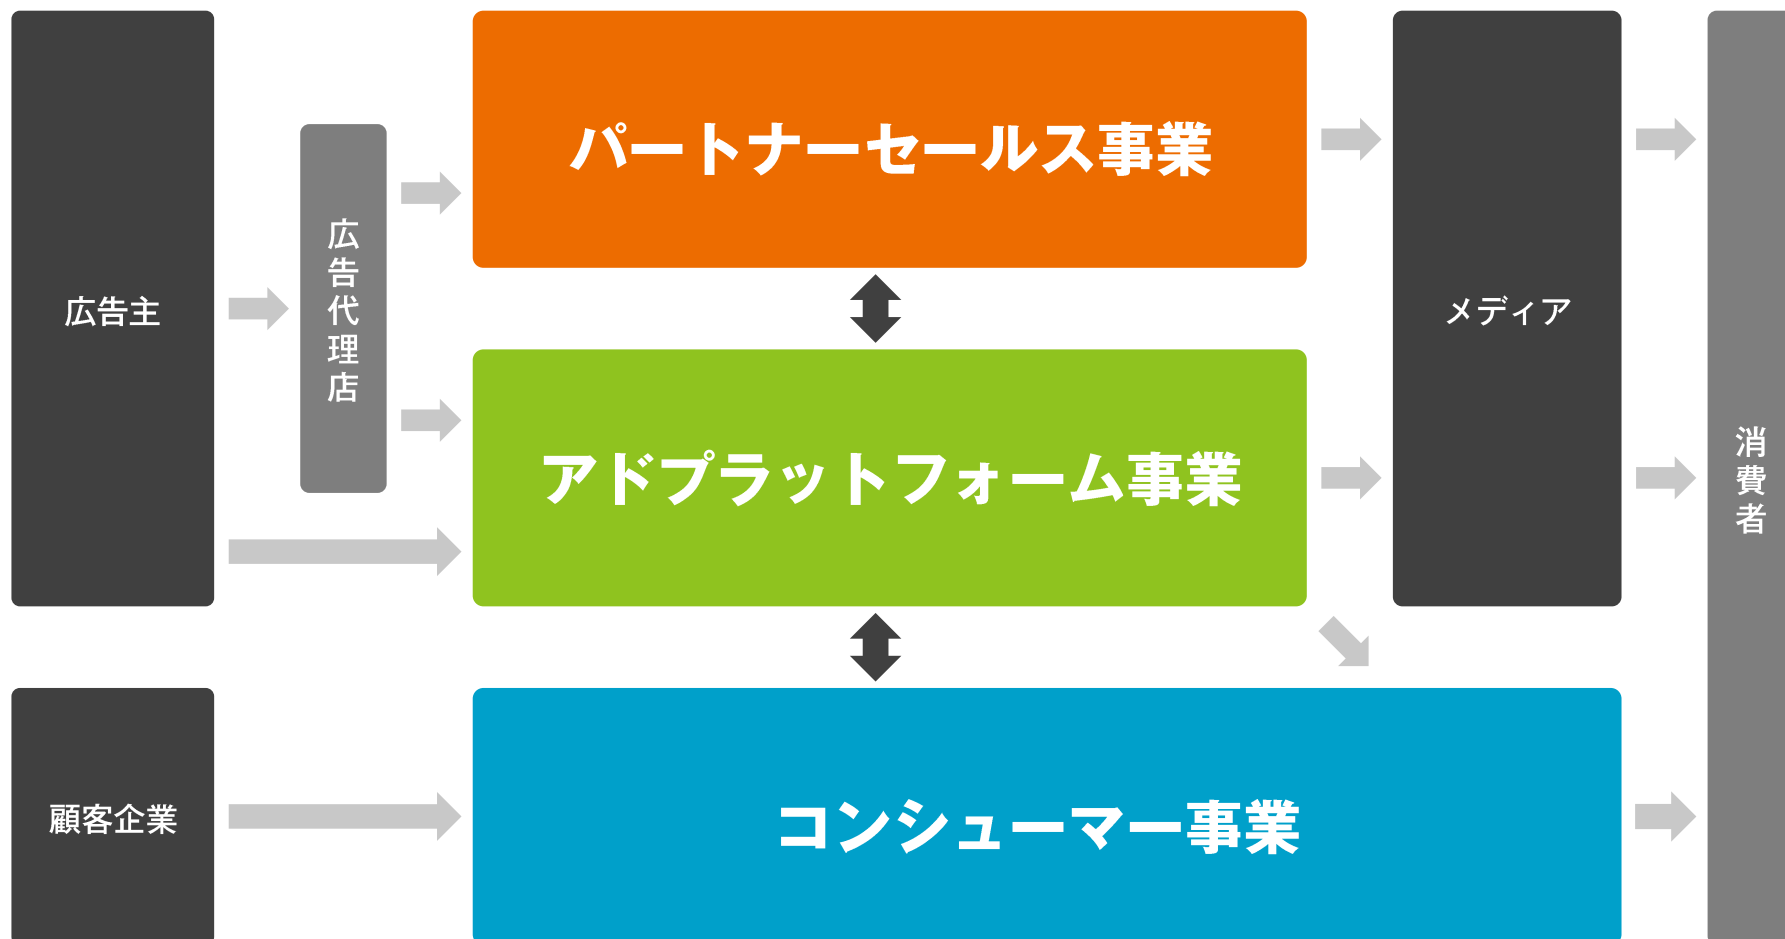 パートナーセールス事業
広告主
広告代理店
メディア
アドプラットフォーム事業
消費者
顧客企業
コンシューマー事業